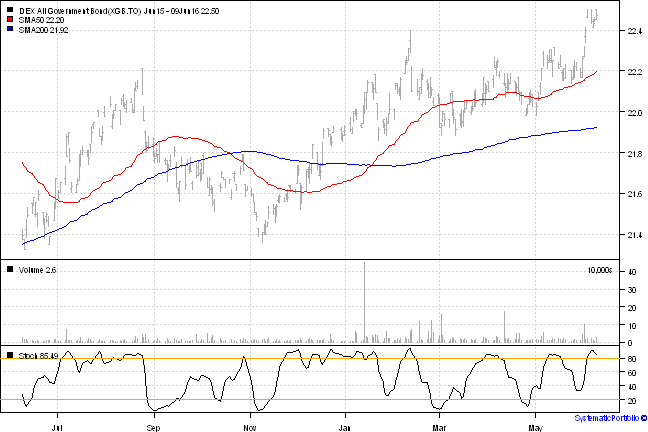 DEX All Government Bond(XGB.TO) Jun 15 - 09Jun16 22.50
SMA50 22.20
SMA200 21.92
22.4
22.2
22.0
21.8
21.6
21.4
Volume 2.6
10,000s
40
30
20
10
0
Stoch 85.49
80
60
40
20
Jul Sep Nov Jan Mar May
SystematicPortfolio ©